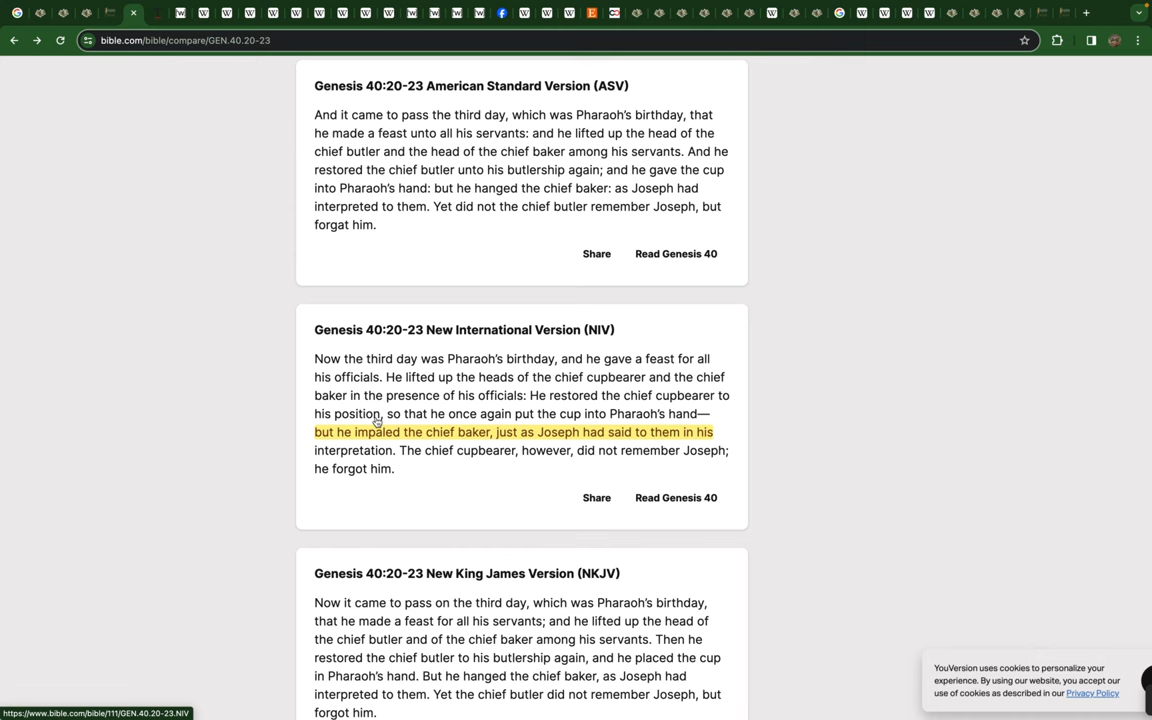 bible.com/bible/compare/GEN.40.20-23
Genesis 40:20-23 American Standard Version (ASV)
And it came to pass the third day, which was Pharaoh’s birthday, that
he made a feast unto all his servants: and he lifted up the head of the
chief butler and the head of the chief baker among his servants. And he
restored the chief butler unto his butlership again; and he gave the cup
into Pharaoh’s hand: but he hanged the chief baker: as Joseph had
interpreted to them. Yet did not the chief butler remember Joseph, but
forgat him.
Share Read Genesis 40
Genesis 40:20-23 New International Version (NIV)
Now the third day was Pharaoh’s birthday, and he gave a feast for all
his officials. He lifted up the heads of the chief cupbearer and the chief
baker in the presence of his officials: He restored the chief cupbearer to
his position, so that he once again put the cup into Pharaoh’s hand—
but he impaled the chief baker, just as Joseph had said to them in his
interpretation. The chief cupbearer, however, did not remember Joseph;
he forgot him.
Share Read Genesis 40
Genesis 40:20-23 New King James Version (NKJV)
Now it came to pass on the third day, which was Pharaoh’s birthday,
that he made a feast for all his servants; and he lifted up the head of
the chief butler and of the chief baker among his servants. Then he
restored the chief butler to his butlership again, and he placed the cup
in Pharaoh’s hand. But he hanged the chief baker, as Joseph had
interpreted to them. Yet the chief butler did not remember Joseph, but
forgot him.
YouVersion uses cookies to personalize your
experience. By using our website, you accept our
use of cookies as described in our Privacy Policy
https://www.bible.com/bible/111/GEN.40.20-23.NIV